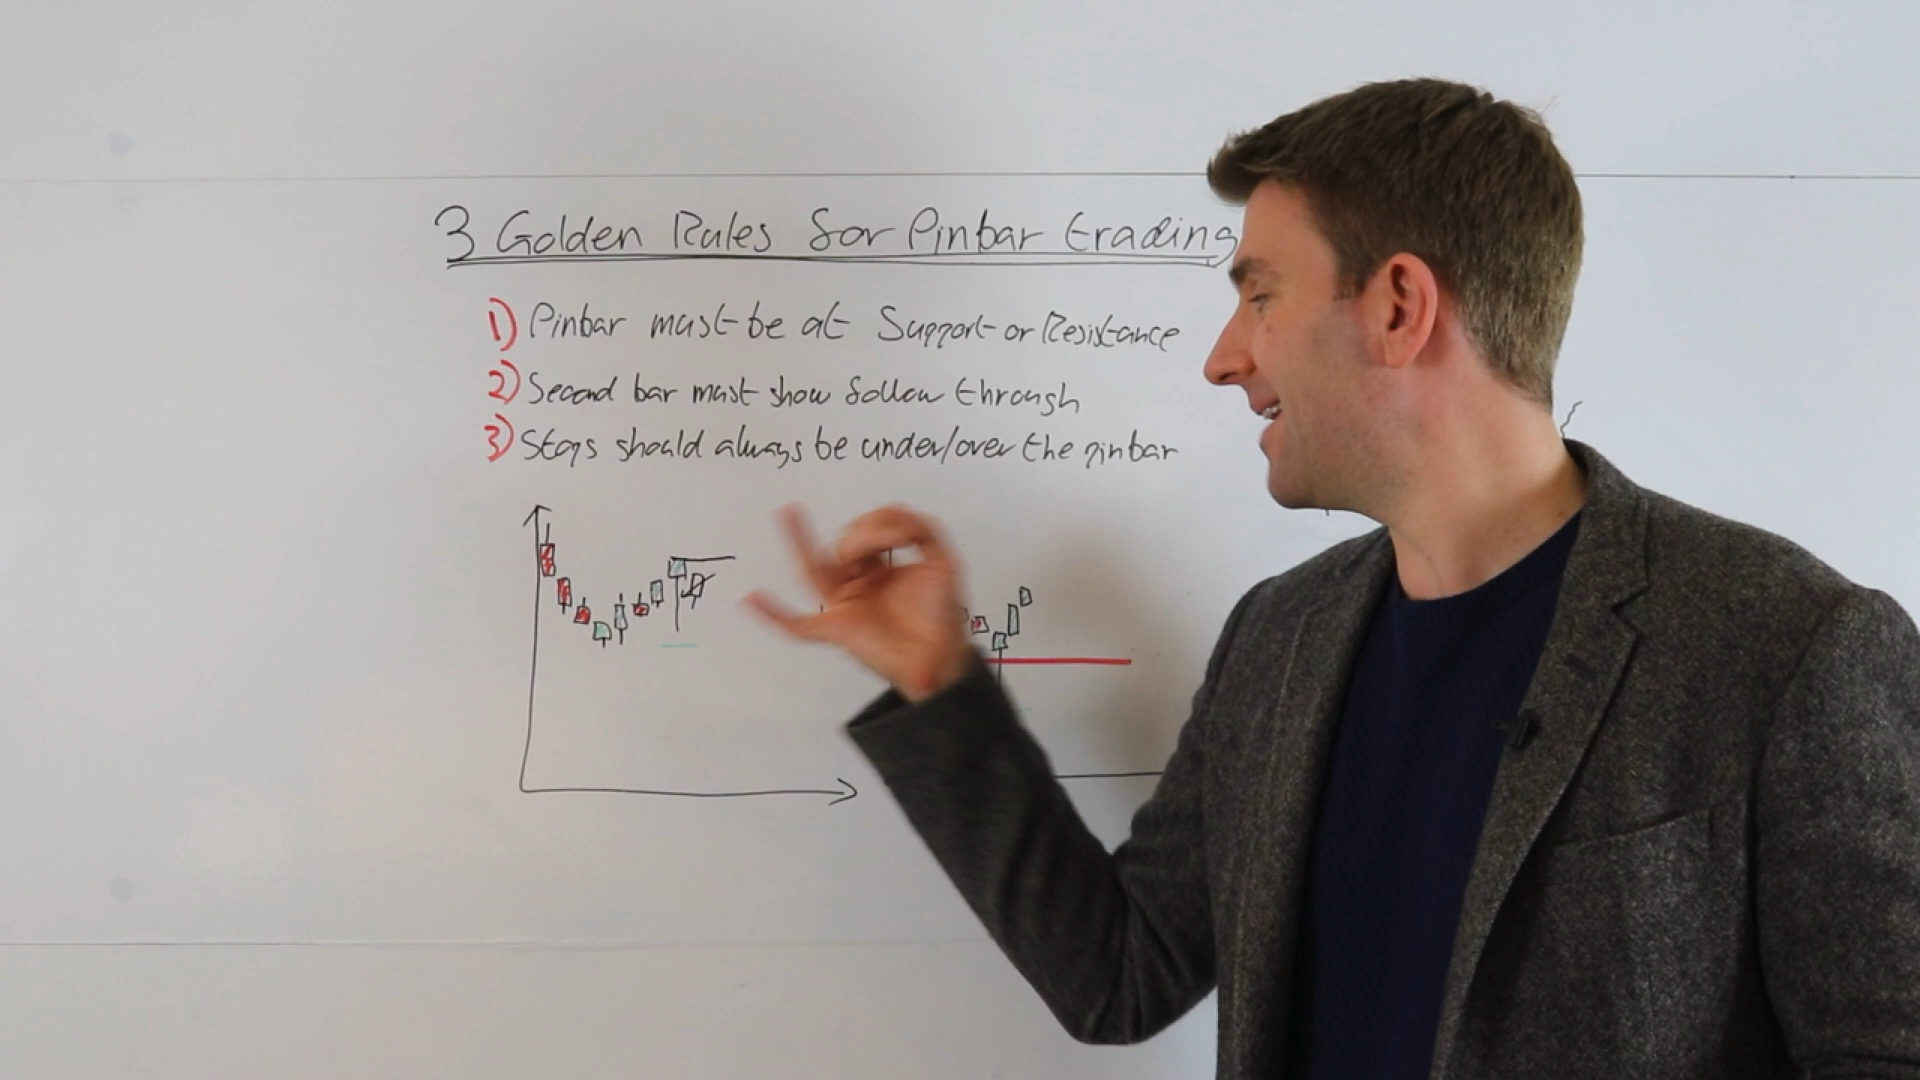 3 Golden Rules for Pinbar trading
1) Pinbar must be at Support or Resistance
2) Second bar must show follow through
3) Stops should always be under/over the pinbar